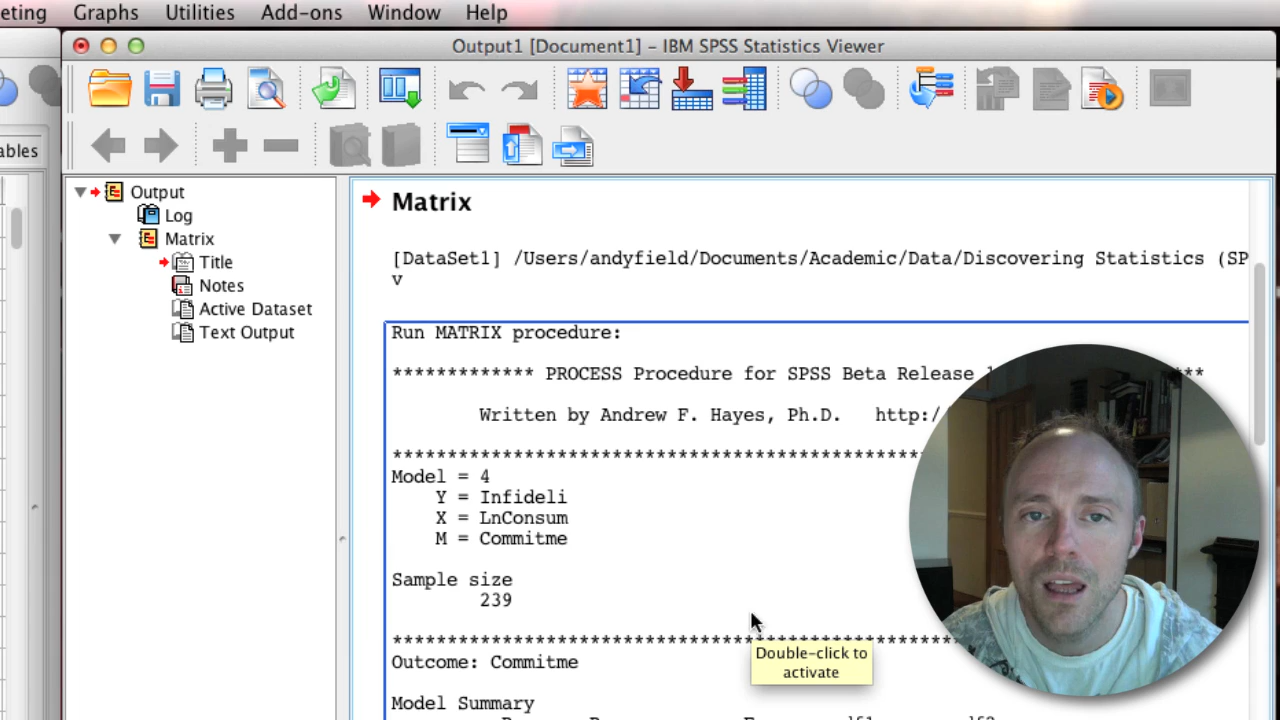 eting Graphs Utilities Add-ons Window Help
Output1 [Document1] – IBM SPSS Statistics Viewer
ables
Output
Log
Matrix
Title
Notes
Active Dataset
Text Output
Matrix
[DataSet1] /Users/andyfield/Documents/Academic/Data/Discovering Statistics (SP
v
Run MATRIX procedure:
************* PROCESS Procedure for SPSS Beta Release ***
Written by Andrew F. Hayes, Ph.D. http:/
************************************************
Model = 4
Y = Infideli
X = LnConsum
M = Commitme
Sample size
239
****************************************************
Outcome: Commitme
Double-click to
activate
Model Summary